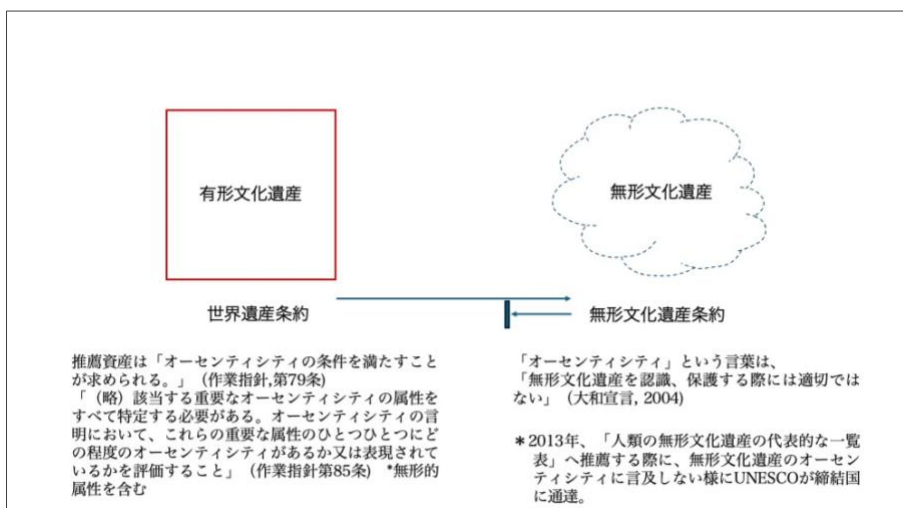 有形文化遺産
無形文化遺産
世界遺産条約
無形文化遺産条約
推薦資産は「オーセンティシティの条件を満たすこと
が求められる。」（作業指針,第79条）
「（略）該当する重要なオーセンティシティの属性を
すべて特定する必要がある。オーセンティシティの言
明において、これらの重要な属性のひとつひとつにど
の程度のオーセンティシティがあるか又は表現されて
いるかを評価すること」（作業指針第85条） *無形的
属性を含む
「オーセンティシティ」という言葉は、
「無形文化遺産を認識、保護する際には適切では
ない」（大和宣言, 2004）
＊2013年、「人類の無形文化遺産の代表的な一覧
表」へ推薦する際に、無形文化遺産のオーセン
ティシティに言及しない様にUNESCOが締結国
に通達。